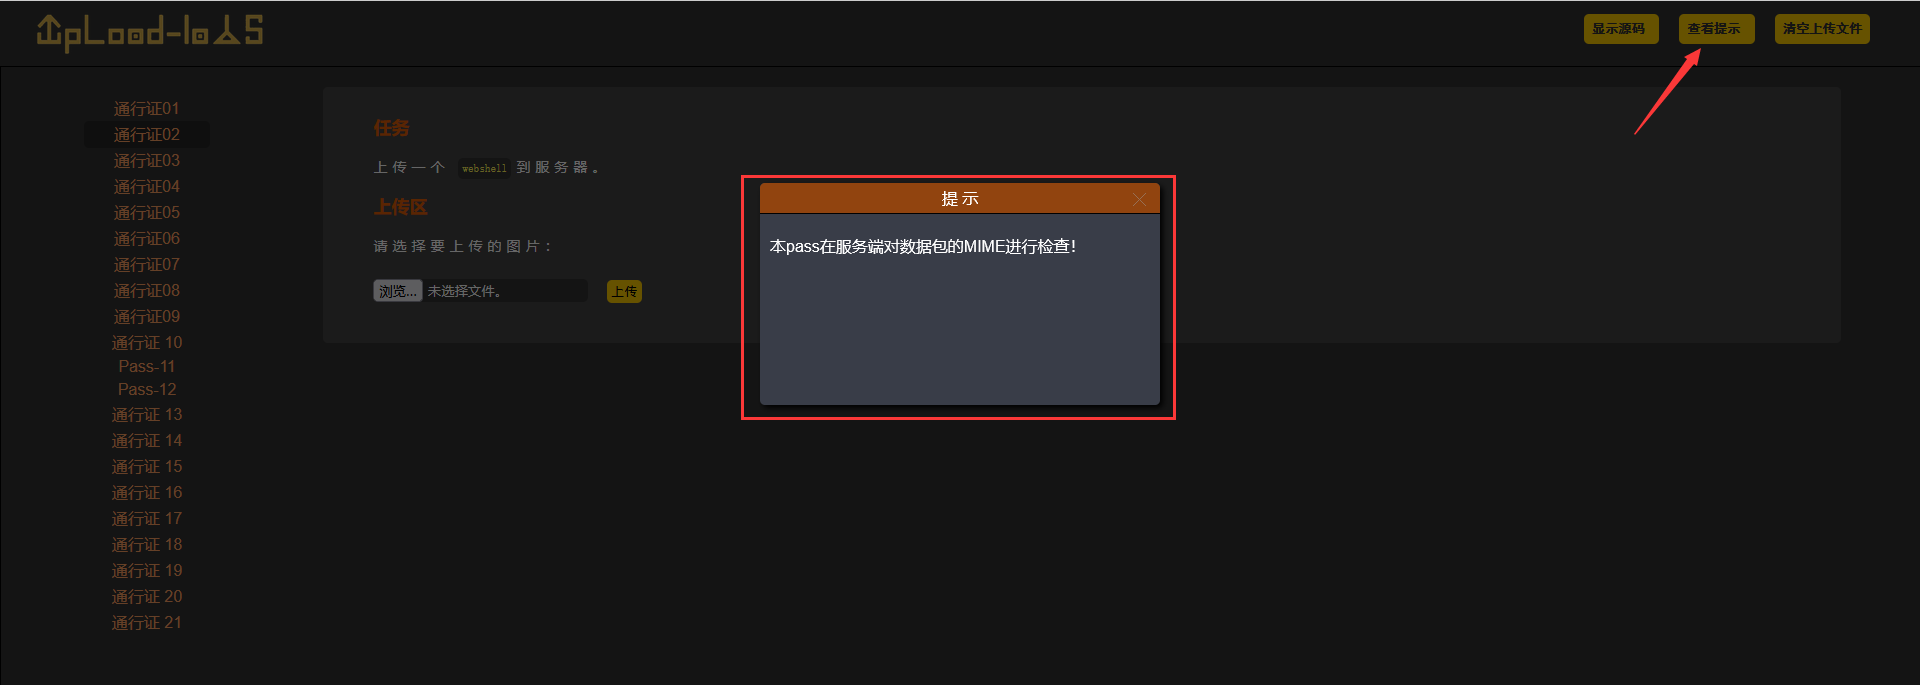 upload-labs
显示源码
查看提示
清空上传文件
通行证01
通行证02
通行证03
通行证04
通行证05
通行证06
通行证07
通行证08
通行证09
通行证 10
Pass-11
Pass-12
通行证 13
通行证 14
通行证 15
通行证 16
通行证 17
通行证 18
通行证 19
通行证 20
通行证 21
任务
上传一个 webshell 到服务器。
上传区
请选择要上传的图片：
浏览... 未选择文件。 上传
提示
本pass在服务端对数据包的MIME进行检查！